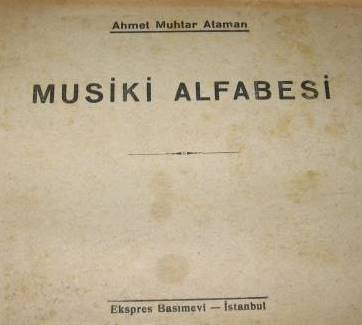 Ahmet Muhtar Ataman
MUSİKİ ALFABESİ
Ekspres Basımevi — İstanbul